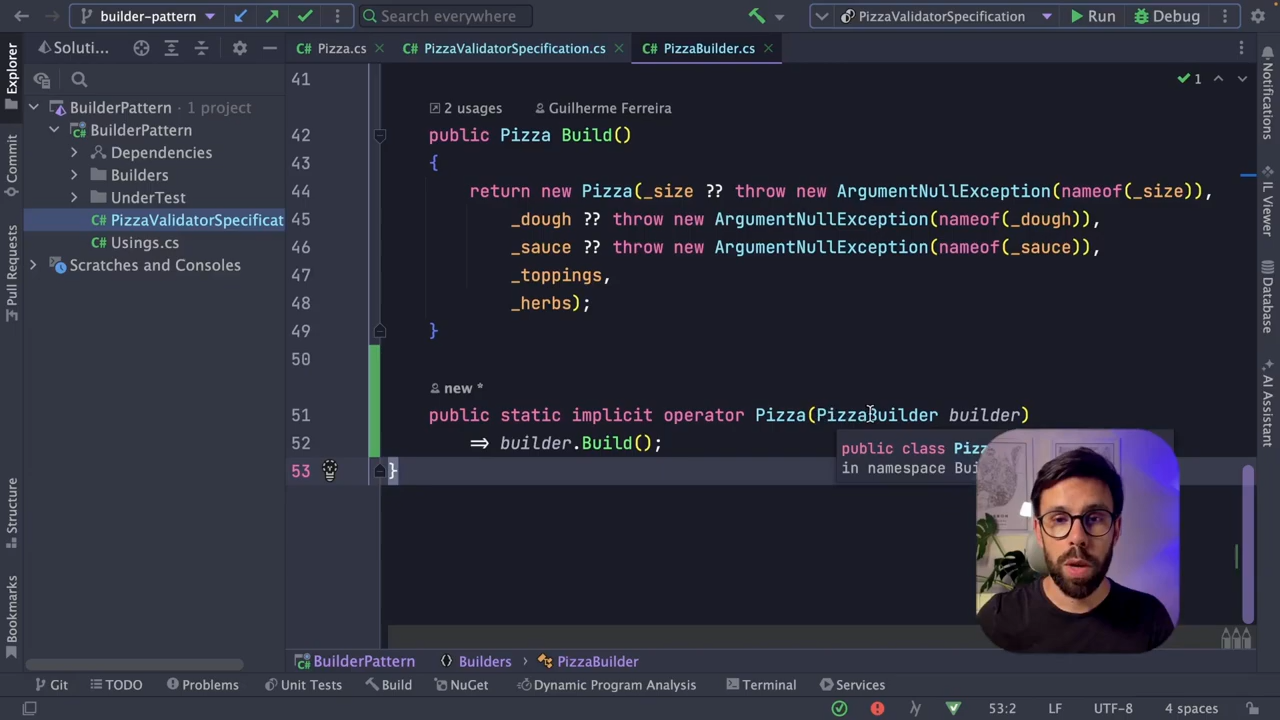 builder-pattern
Search everywhere
PizzaValidatorSpecification
Run
Debug
Explorer
Commit
Pull Requests
Structure
Bookmarks
Soluti...
Pizza.cs
PizzaValidatorSpecification.cs
PizzaBuilder.cs
BuilderPattern · 1 project
BuilderPattern
Dependencies
Builders
UnderTest
C# PizzaValidatorSpecificat
C# Usings.cs
Scratches and Consoles
41
1
2 usages Guilherme Ferreira
42 public Pizza Build()
43 {
44 return new Pizza(_size ?? throw new ArgumentNullException(nameof(_size)),
45 _dough ?? throw new ArgumentNullException(nameof(_dough)),
46 _sauce ?? throw new ArgumentNullException(nameof(_sauce)),
47 _toppings,
48 _herbs);
49 }
50
new *
51 public static implicit operator Pizza(PizzaBuilder builder)
52 => builder.Build();
53 }
public class Pizz
in namespace Bui
Notifications
IL Viewer
Database
AI Assistant
BuilderPattern Builders > PizzaBuilder
Git TODO Problems Unit Tests Build NuGet Dynamic Program Analysis Terminal Services
53:2 LF UTF-8 4 spaces